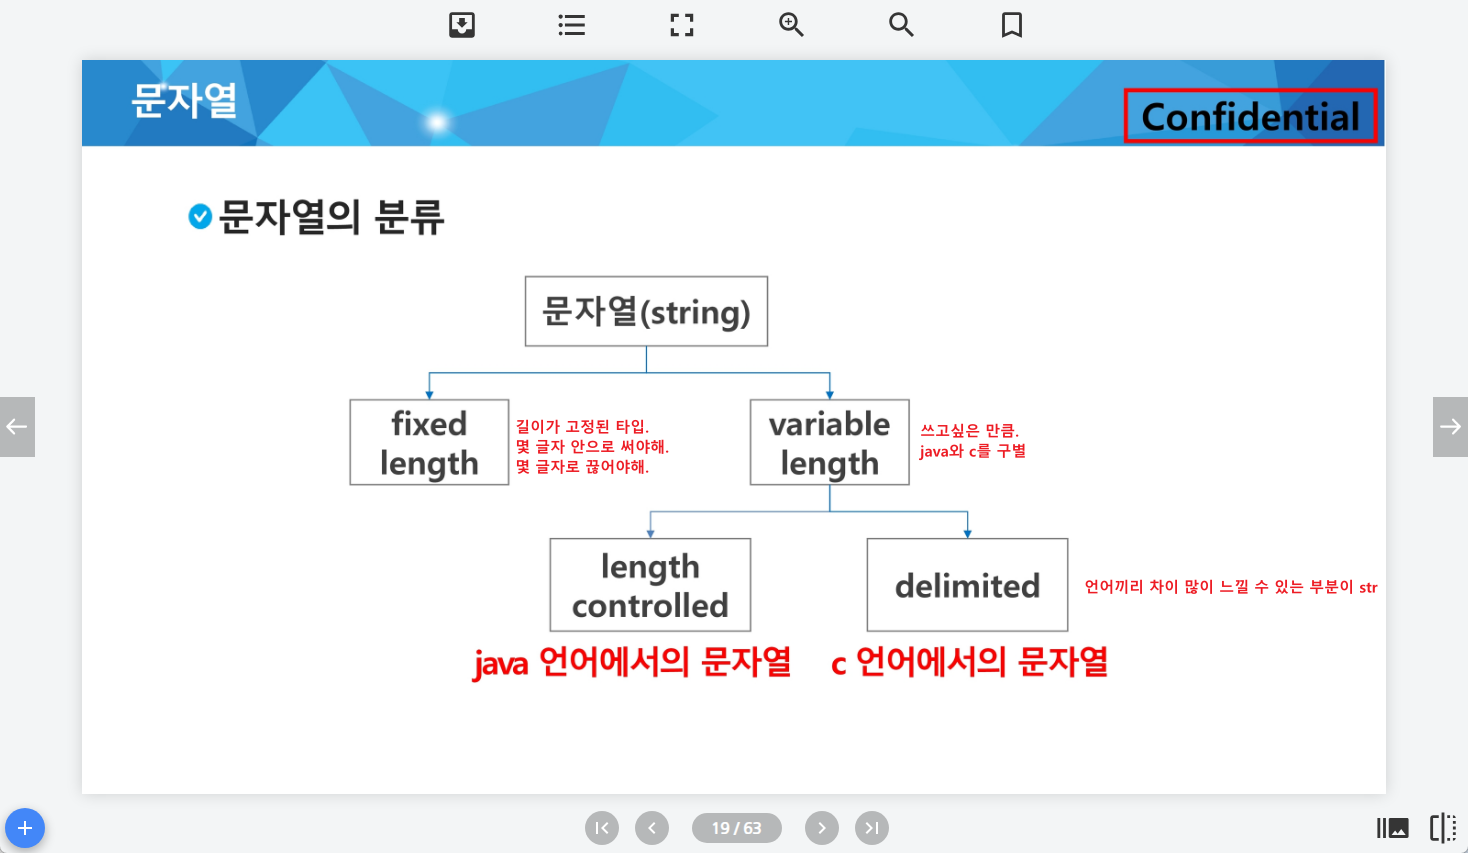 문자열
Confidential
문자열의 분류
문자열(string)
fixed
length
길이가 고정된 타입.
몇 글자 안으로 써야해.
몇 글자로 끊어야해.
variable
length
쓰고싶은 만큼.
java와 c를 구별
length
controlled
delimited
언어끼리 차이 많이 느낄 수 있는 부분이 str
java 언어에서의 문자열
c 언어에서의 문자열
19 / 63